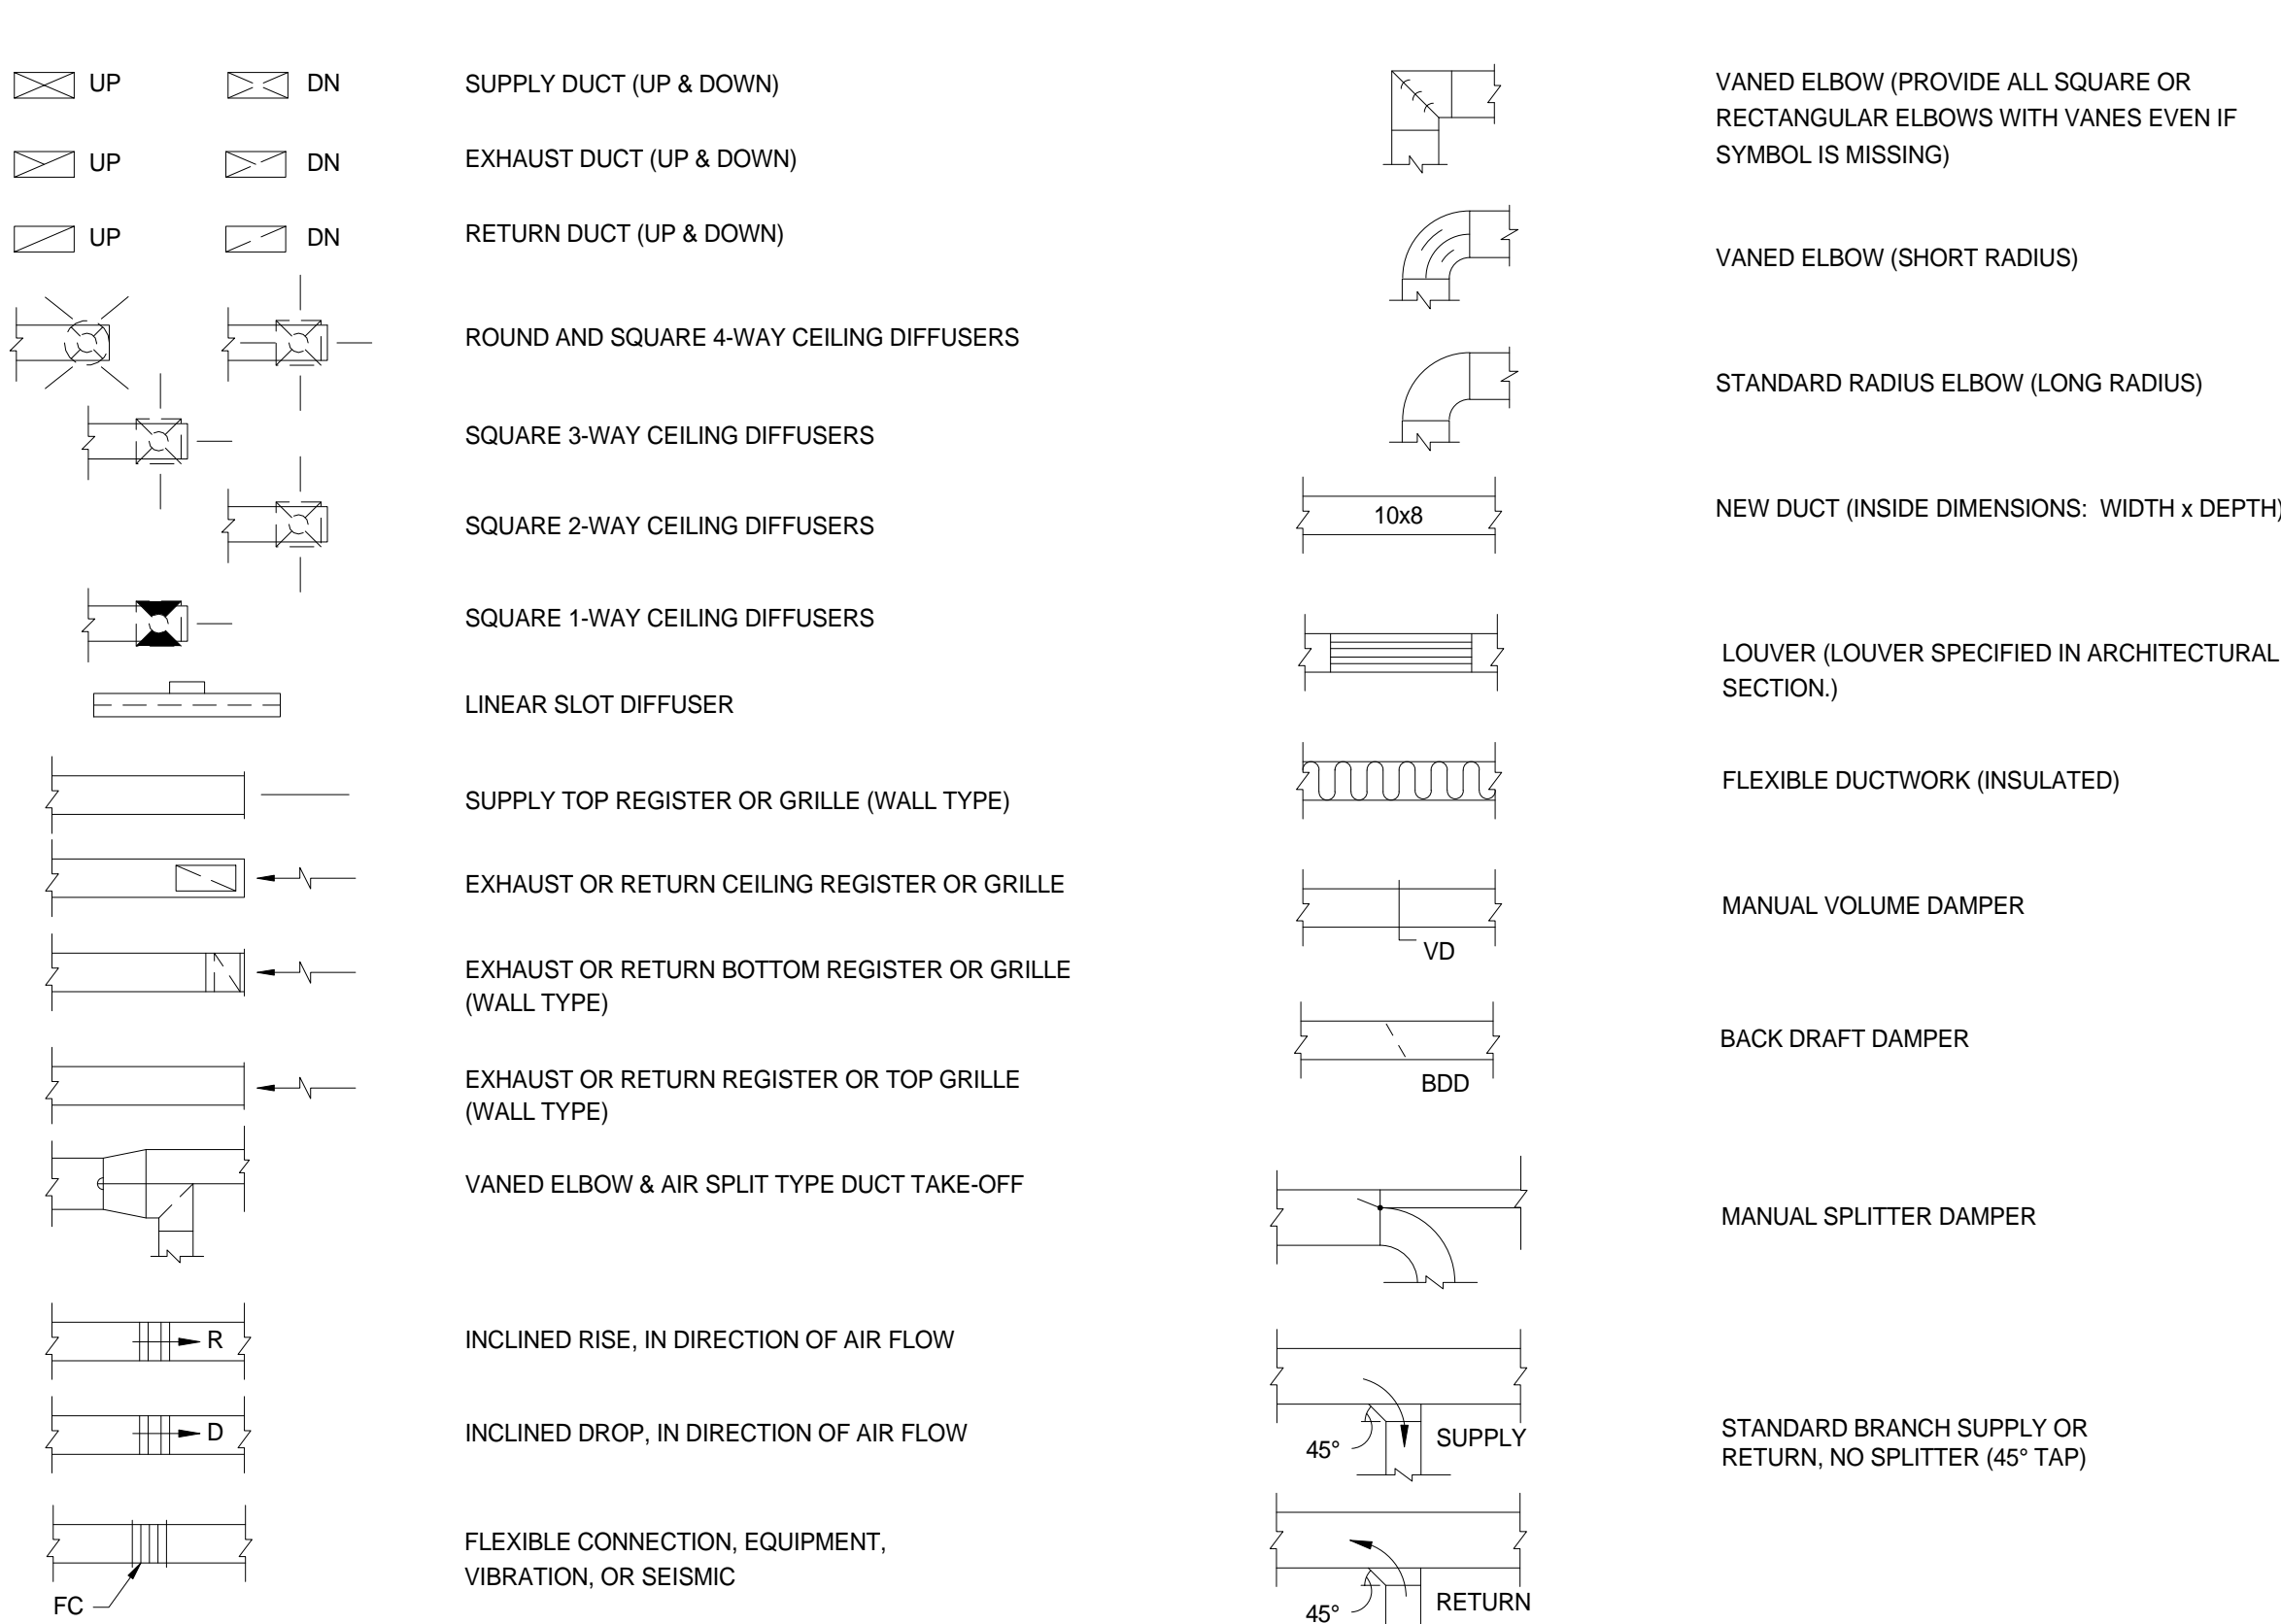 UP DN SUPPLY DUCT (UP & DOWN)
UP DN EXHAUST DUCT (UP & DOWN)
UP DN RETURN DUCT (UP & DOWN)
ROUND AND SQUARE 4-WAY CEILING DIFFUSERS
SQUARE 3-WAY CEILING DIFFUSERS
SQUARE 2-WAY CEILING DIFFUSERS
SQUARE 1-WAY CEILING DIFFUSERS
LINEAR SLOT DIFFUSER
SUPPLY TOP REGISTER OR GRILLE (WALL TYPE)
EXHAUST OR RETURN CEILING REGISTER OR GRILLE
EXHAUST OR RETURN BOTTOM REGISTER OR GRILLE
(WALL TYPE)
EXHAUST OR RETURN REGISTER OR TOP GRILLE
(WALL TYPE)
VANED ELBOW & AIR SPLIT TYPE DUCT TAKE-OFF
R INCLINED RISE, IN DIRECTION OF AIR FLOW
D INCLINED DROP, IN DIRECTION OF AIR FLOW
FLEXIBLE CONNECTION, EQUIPMENT,
VIBRATION, OR SEISMIC
FC
VANED ELBOW (PROVIDE ALL SQUARE OR
RECTANGULAR ELBOWS WITH VANES EVEN IF
SYMBOL IS MISSING)
VANED ELBOW (SHORT RADIUS)
STANDARD RADIUS ELBOW (LONG RADIUS)
10x8 NEW DUCT (INSIDE DIMENSIONS: WIDTH x DEPTH)
LOUVER (LOUVER SPECIFIED IN ARCHITECTURAL
SECTION.)
FLEXIBLE DUCTWORK (INSULATED)
MANUAL VOLUME DAMPER
VD
BACK DRAFT DAMPER
BDD
MANUAL SPLITTER DAMPER
STANDARD BRANCH SUPPLY OR
RETURN, NO SPLITTER (45° TAP)
45° SUPPLY
45° RETURN